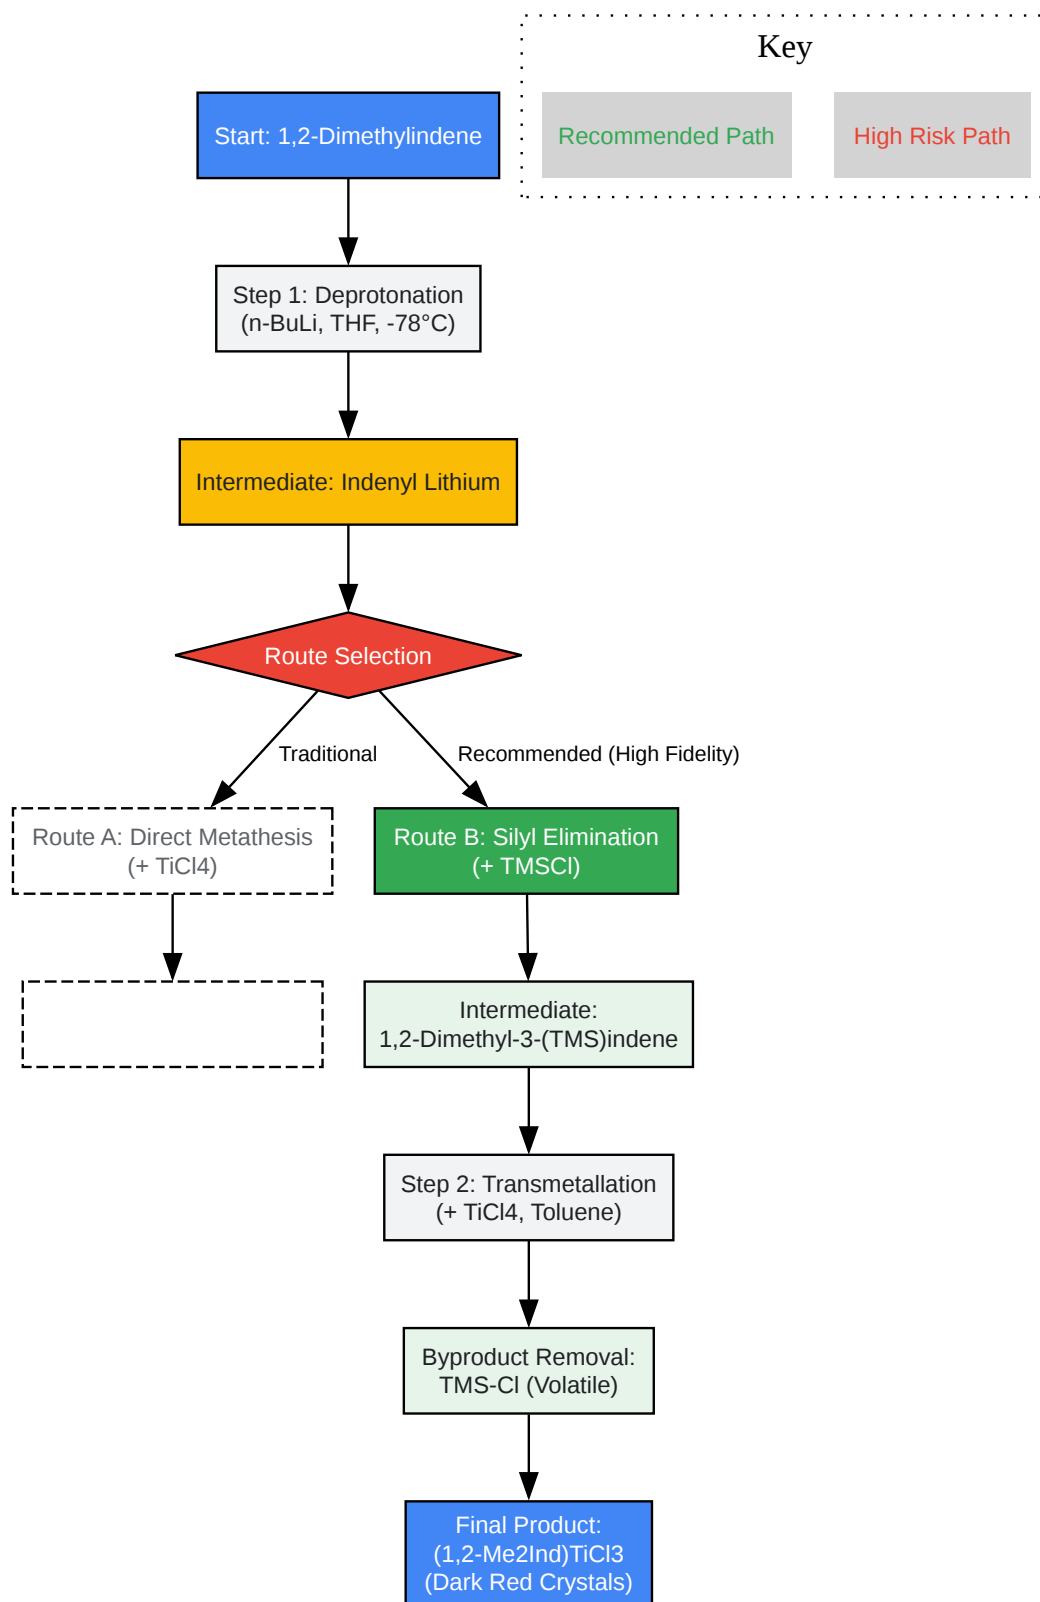 Key
Recommended Path
High Risk Path
Start: 1,2-Dimethylindene
Step 1: Deprotonation
(n-BuLi, THF, -78°C)
Intermediate: Indenyl Lithium
Route Selection
Traditional
Recommended (High Fidelity)
Route A: Direct Metathesis
(+ TiCl4)
Route B: Silyl Elimination
(+ TMSCl)
Intermediate:
1,2-Dimethyl-3-(TMS)indene
Step 2: Transmetallation
(+ TiCl4, Toluene)
Byproduct Removal:
TMS-Cl (Volatile)
Final Product:
(1,2-Me2Ind)TiCl3
(Dark Red Crystals)